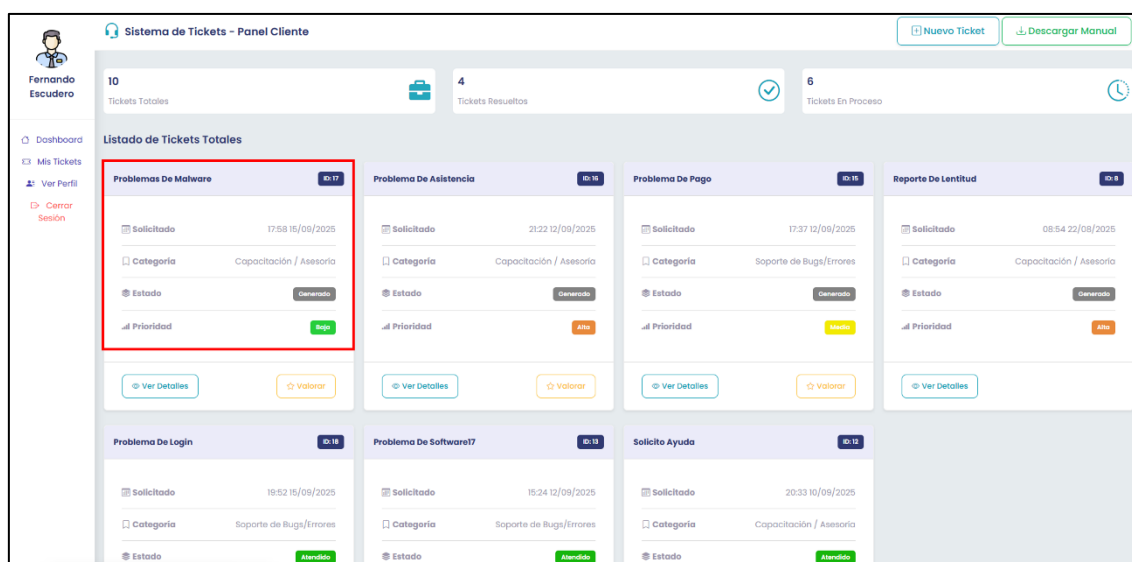 Sistema de Tickets - Panel Cliente
Nuevo Ticket
Descargar Manual
Fernando
Escudero
Dashboard
Mis Tickets
Ver Perfil
Cerrar
Sesión
10
Tickets Totales
4
Tickets Resueltos
6
Tickets En Proceso
Listado de Tickets Totales
Problemas De Malware
ID: 17
Solicitado
17:58 15/09/2025
Categoria
Capacitación / Asesoria
Estado
Generado
Prioridad
Baja
Ver Detalles
Valorar
Problema De Asistencia
ID: 16
Solicitado
21:22 12/09/2025
Categoria
Capacitación / Asesoria
Estado
Generado
Prioridad
Alta
Ver Detalles
Valorar
Problema De Pago
ID: 15
Solicitado
17:37 12/09/2025
Categoria
Soporte de Bugs/Errores
Estado
Generado
Prioridad
Media
Ver Detalles
Valorar
Reporte De Lentitud
ID: 8
Solicitado
08:54 22/08/2025
Categoria
Capacitación / Asesoria
Estado
Generado
Prioridad
Alta
Ver Detalles
Problema De Login
ID: 18
Solicitado
19:52 15/09/2025
Categoria
Soporte de Bugs/Errores
Estado
Atendido
Problema De Software17
ID: 13
Solicitado
15:24 12/09/2025
Categoria
Soporte de Bugs/Errores
Estado
Atendido
Solicito Ayuda
ID: 12
Solicitado
20:33 10/09/2025
Categoria
Capacitación / Asesoria
Estado
Atendido